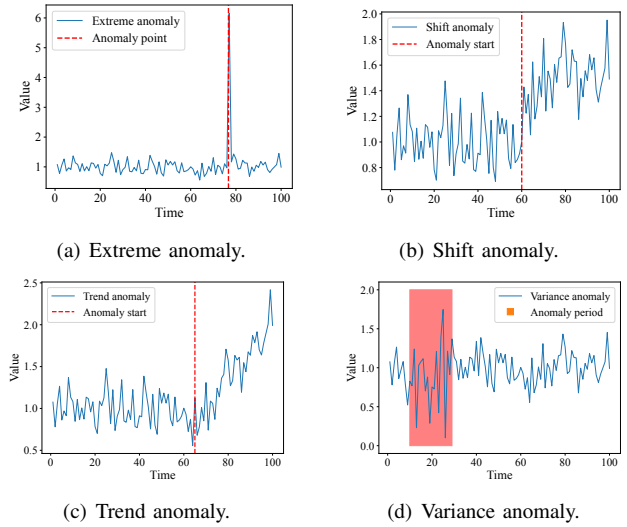 Extreme anomaly
Anomaly point
6
5
4
3
2
1
Value
0 20 40 60 80 100
Time
(a) Extreme anomaly.
Shift anomaly
Anomaly start
2.0
1.8
1.6
1.4
1.2
1.0
0.8
Value
0 20 40 60 80 100
Time
(b) Shift anomaly.
Trend anomaly
Anomaly start
2.5
2.0
1.5
1.0
0.5
Value
0 20 40 60 80 100
Time
(c) Trend anomaly.
Variance anomaly
Anomaly period
2.0
1.5
1.0
0.5
0.0
Value
0 20 40 60 80 100
Time
(d) Variance anomaly.